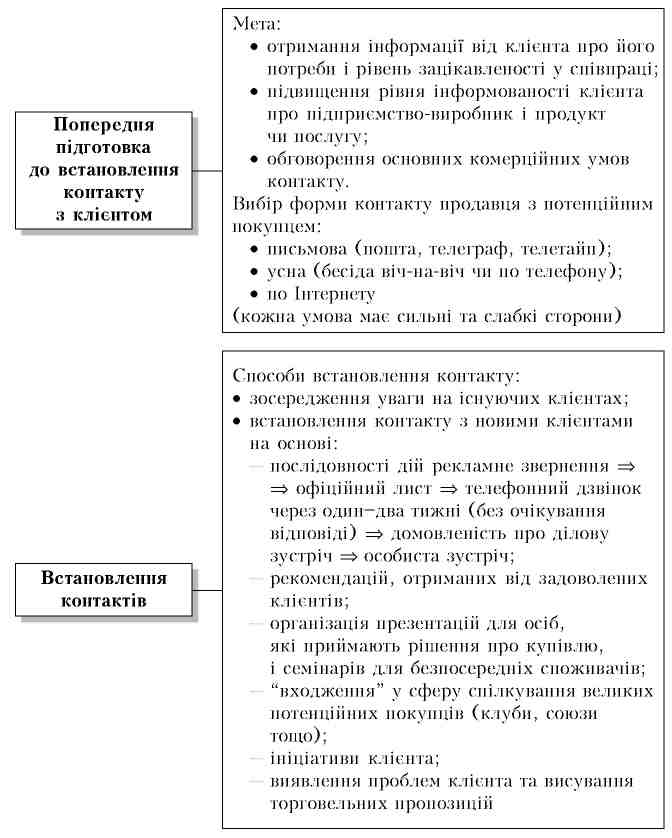 Попередня
підготовка
до встановлення
контакту
з клієнтом
Мета:
• отримання інформації від клієнта про його
потреби і рівень зацікавленості у співпраці;
• підвищення рівня інформованості клієнта
про підприємство-виробник і продукт
чи послугу;
• обговорення основних комерційних умов
контакту.
Вибір форми контакту продавця з потенційним
покупцем:
• письмова (пошта, телеграф, телетайп);
• усна (бесіда віч-на-віч чи по телефону);
• по Інтернету
(кожна умова має сильні та слабкі сторони)
Встановлення
контактів
Способи встановлення контакту:
• зосередження уваги на існуючих клієнтах;
• встановлення контакту з новими клієнтами
на основі:
— послідовності дій рекламне звернення ⇒
⇒ офіційний лист ⇒ телефонний дзвінок
через один–два тижні (без очікування
відповіді) ⇒ домовленість про ділову
зустріч ⇒ особиста зустріч;
— рекомендацій, отриманих від задоволених
клієнтів;
— організація презентацій для осіб,
які приймають рішення про купівлю,
і семінарів для безпосередніх споживачів;
— “входження” у сферу спілкування великих
потенційних покупців (клуби, союзи
тощо);
— ініціативи клієнта;
— виявлення проблем клієнта та висування
торговельних пропозицій